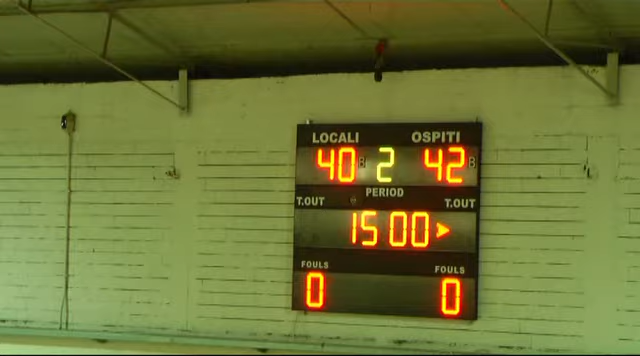 LOCALI OSPITI
40 B 2 42 B
PERIOD
T.OUT T.OUT
15 00
FOULS FOULS
0 0